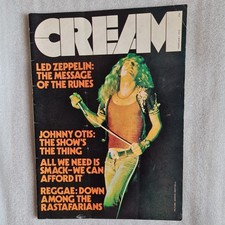 CREAM
LED ZEPPELIN:
THE MESSAGE
OF THE RUNES
JOHNNY OTIS:
THE SHOW'S
THE THING
ALL WE NEED IS
SMACK-WE CAN
AFFORD IT
REGGAE: DOWN
AMONG THE
RASTAFARIANS